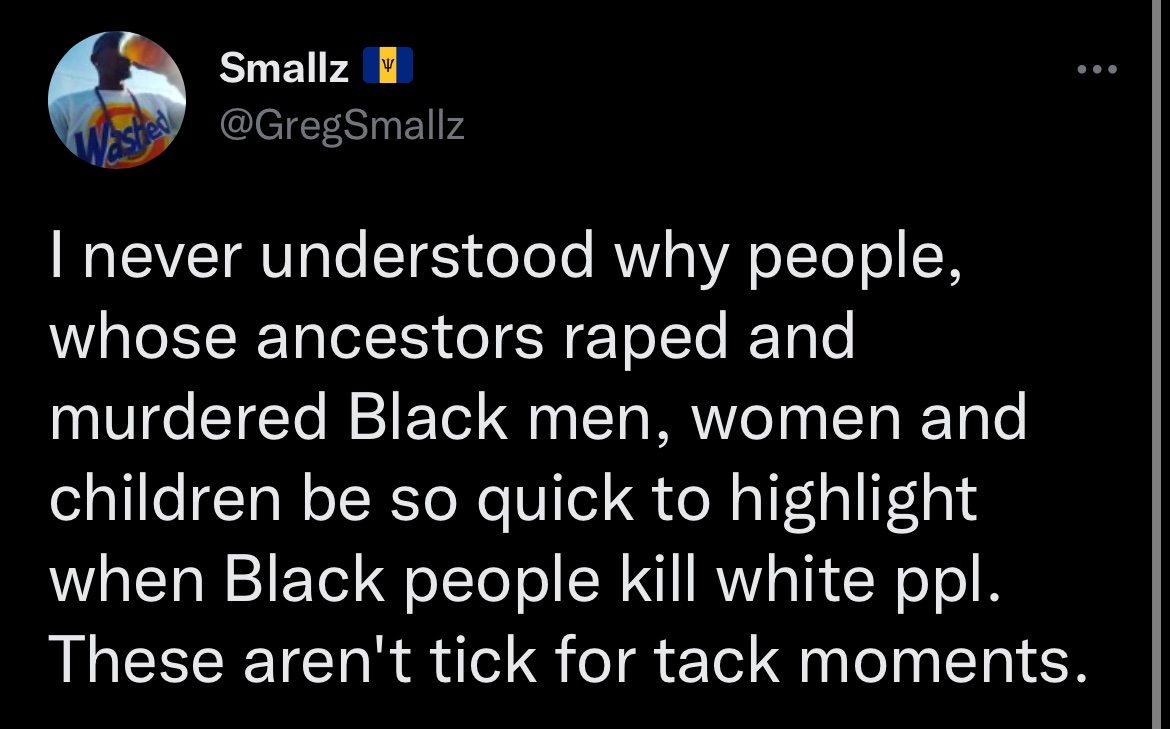 Smallz
@GregSmallz
Washed
I never understood why people,
whose ancestors raped and
murdered Black men, women and
children be so quick to highlight
when Black people kill white ppl.
These aren't tick for tack moments.